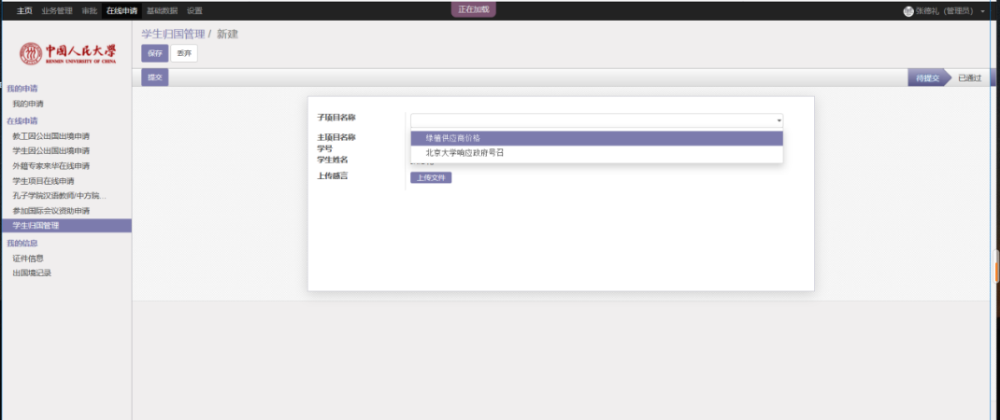 主页 业务管理 审批 在线申请 基础数据 设置
正在加载
张德礼 (管理员)
中国人民大学
RENMIN UNIVERSITY OF CHINA
学生归国管理 / 新建
保存 丢弃
提交
待提交 已通过
我的申请
我的申请
在线申请
教工因公出国出境申请
学生因公出国出境申请
外籍专家来华在线申请
学生项目在线申请
孔子学院汉语教师/中方院...
参加国际会议资助申请
学生归国管理
我的信息
证件信息
出国境记录
子项目名称
绿植供应商价格
北京大学响应政府号召
主项目名称
学号
学生姓名
上传感言 上传文件